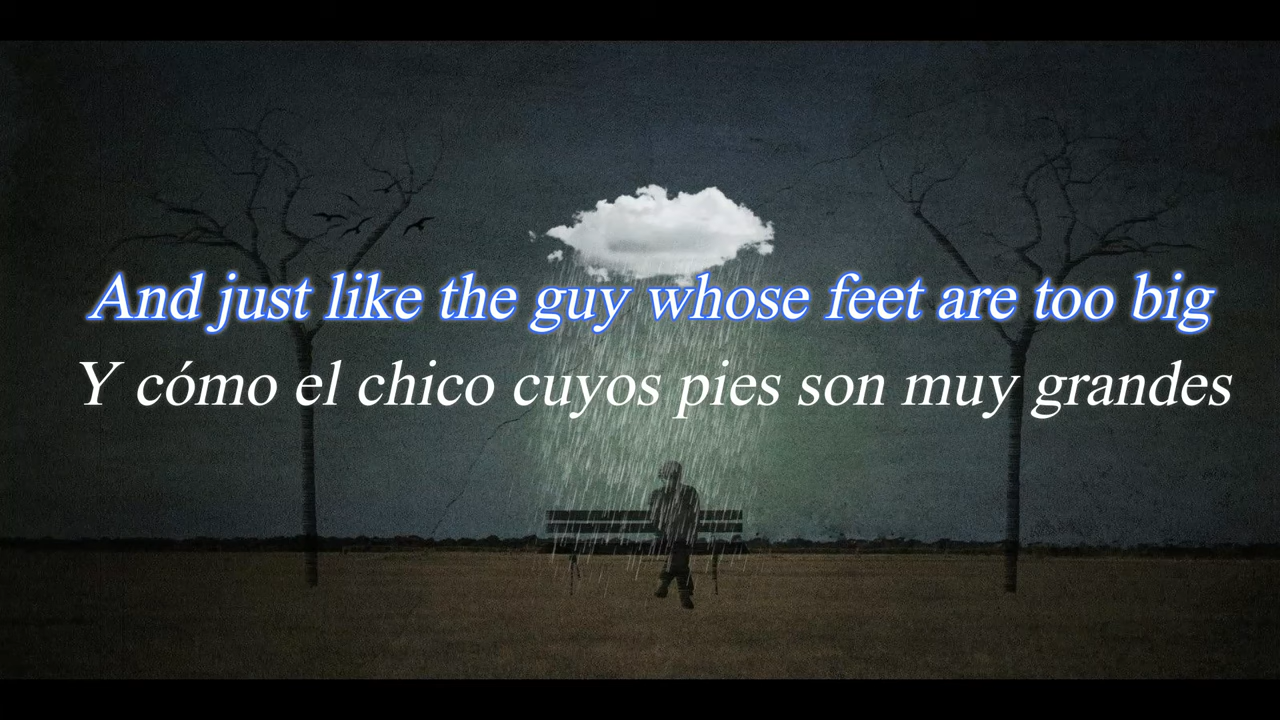 And just like the guy whose feet are too big
Y cómo el chico cuyos pies son muy grandes